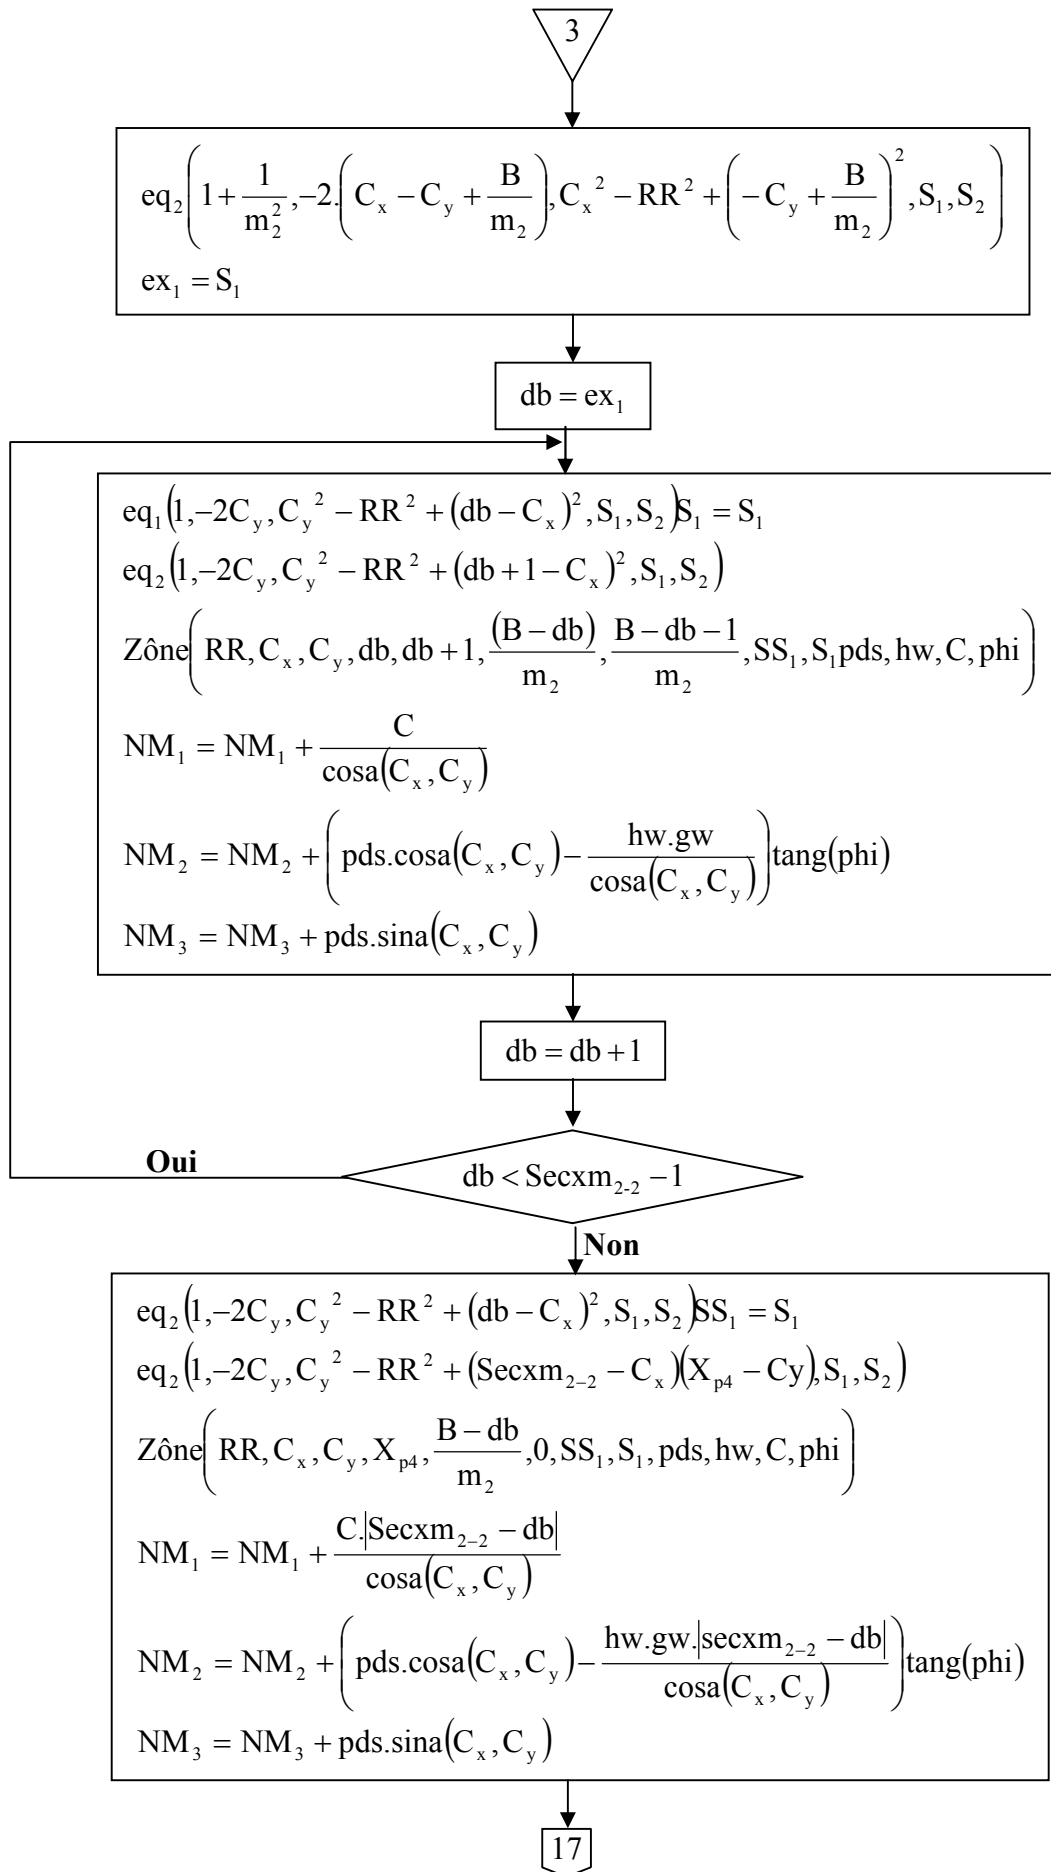 3
eq₂(1 + 1/m₂², −2.(Cₓ − C_y + B/m₂), Cₓ² − RR² + (−C_y + B/m₂)², S₁, S₂)
ex₁ = S₁
db = ex₁
eq₁(1, −2C_y, C_y² − RR² + (db − Cₓ)², S₁, S₂)S₁ = S₁
eq₂(1, −2C_y, C_y² − RR² + (db + 1 − Cₓ)², S₁, S₂)
Zône(RR, Cₓ, C_y, db, db + 1, (B − db)/m₂, B − db − 1/m₂, SS₁, S₁pds, hw, C, phi)
NM₁ = NM₁ + C/cosa(Cₓ, C_y)
NM₂ = NM₂ + (pds.cosa(Cₓ, C_y) − hw.gw/cosa(Cₓ, C_y))tang(phi)
NM₃ = NM₃ + pds.sina(Cₓ, C_y)
db = db + 1
Oui
db < Secxm₂₋₂ − 1
Non
eq₂(1, −2C_y, C_y² − RR² + (db − Cₓ)², S₁, S₂)SS₁ = S₁
eq₂(1, −2C_y, C_y² − RR² + (Secxm₂₋₂ − Cₓ)(X_p4 − Cy), S₁, S₂)
Zône(RR, Cₓ, C_y, X_p4, B − db/m₂, 0, SS₁, S₁, pds, hw, C, phi)
NM₁ = NM₁ + C.|Secxm₂₋₂ − db|/cosa(Cₓ, C_y)
NM₂ = NM₂ + (pds.cosa(Cₓ, C_y) − hw.gw.|secxm₂₋₂ − db|/cosa(Cₓ, C_y))tang(phi)
NM₃ = NM₃ + pds.sina(Cₓ, C_y)
17